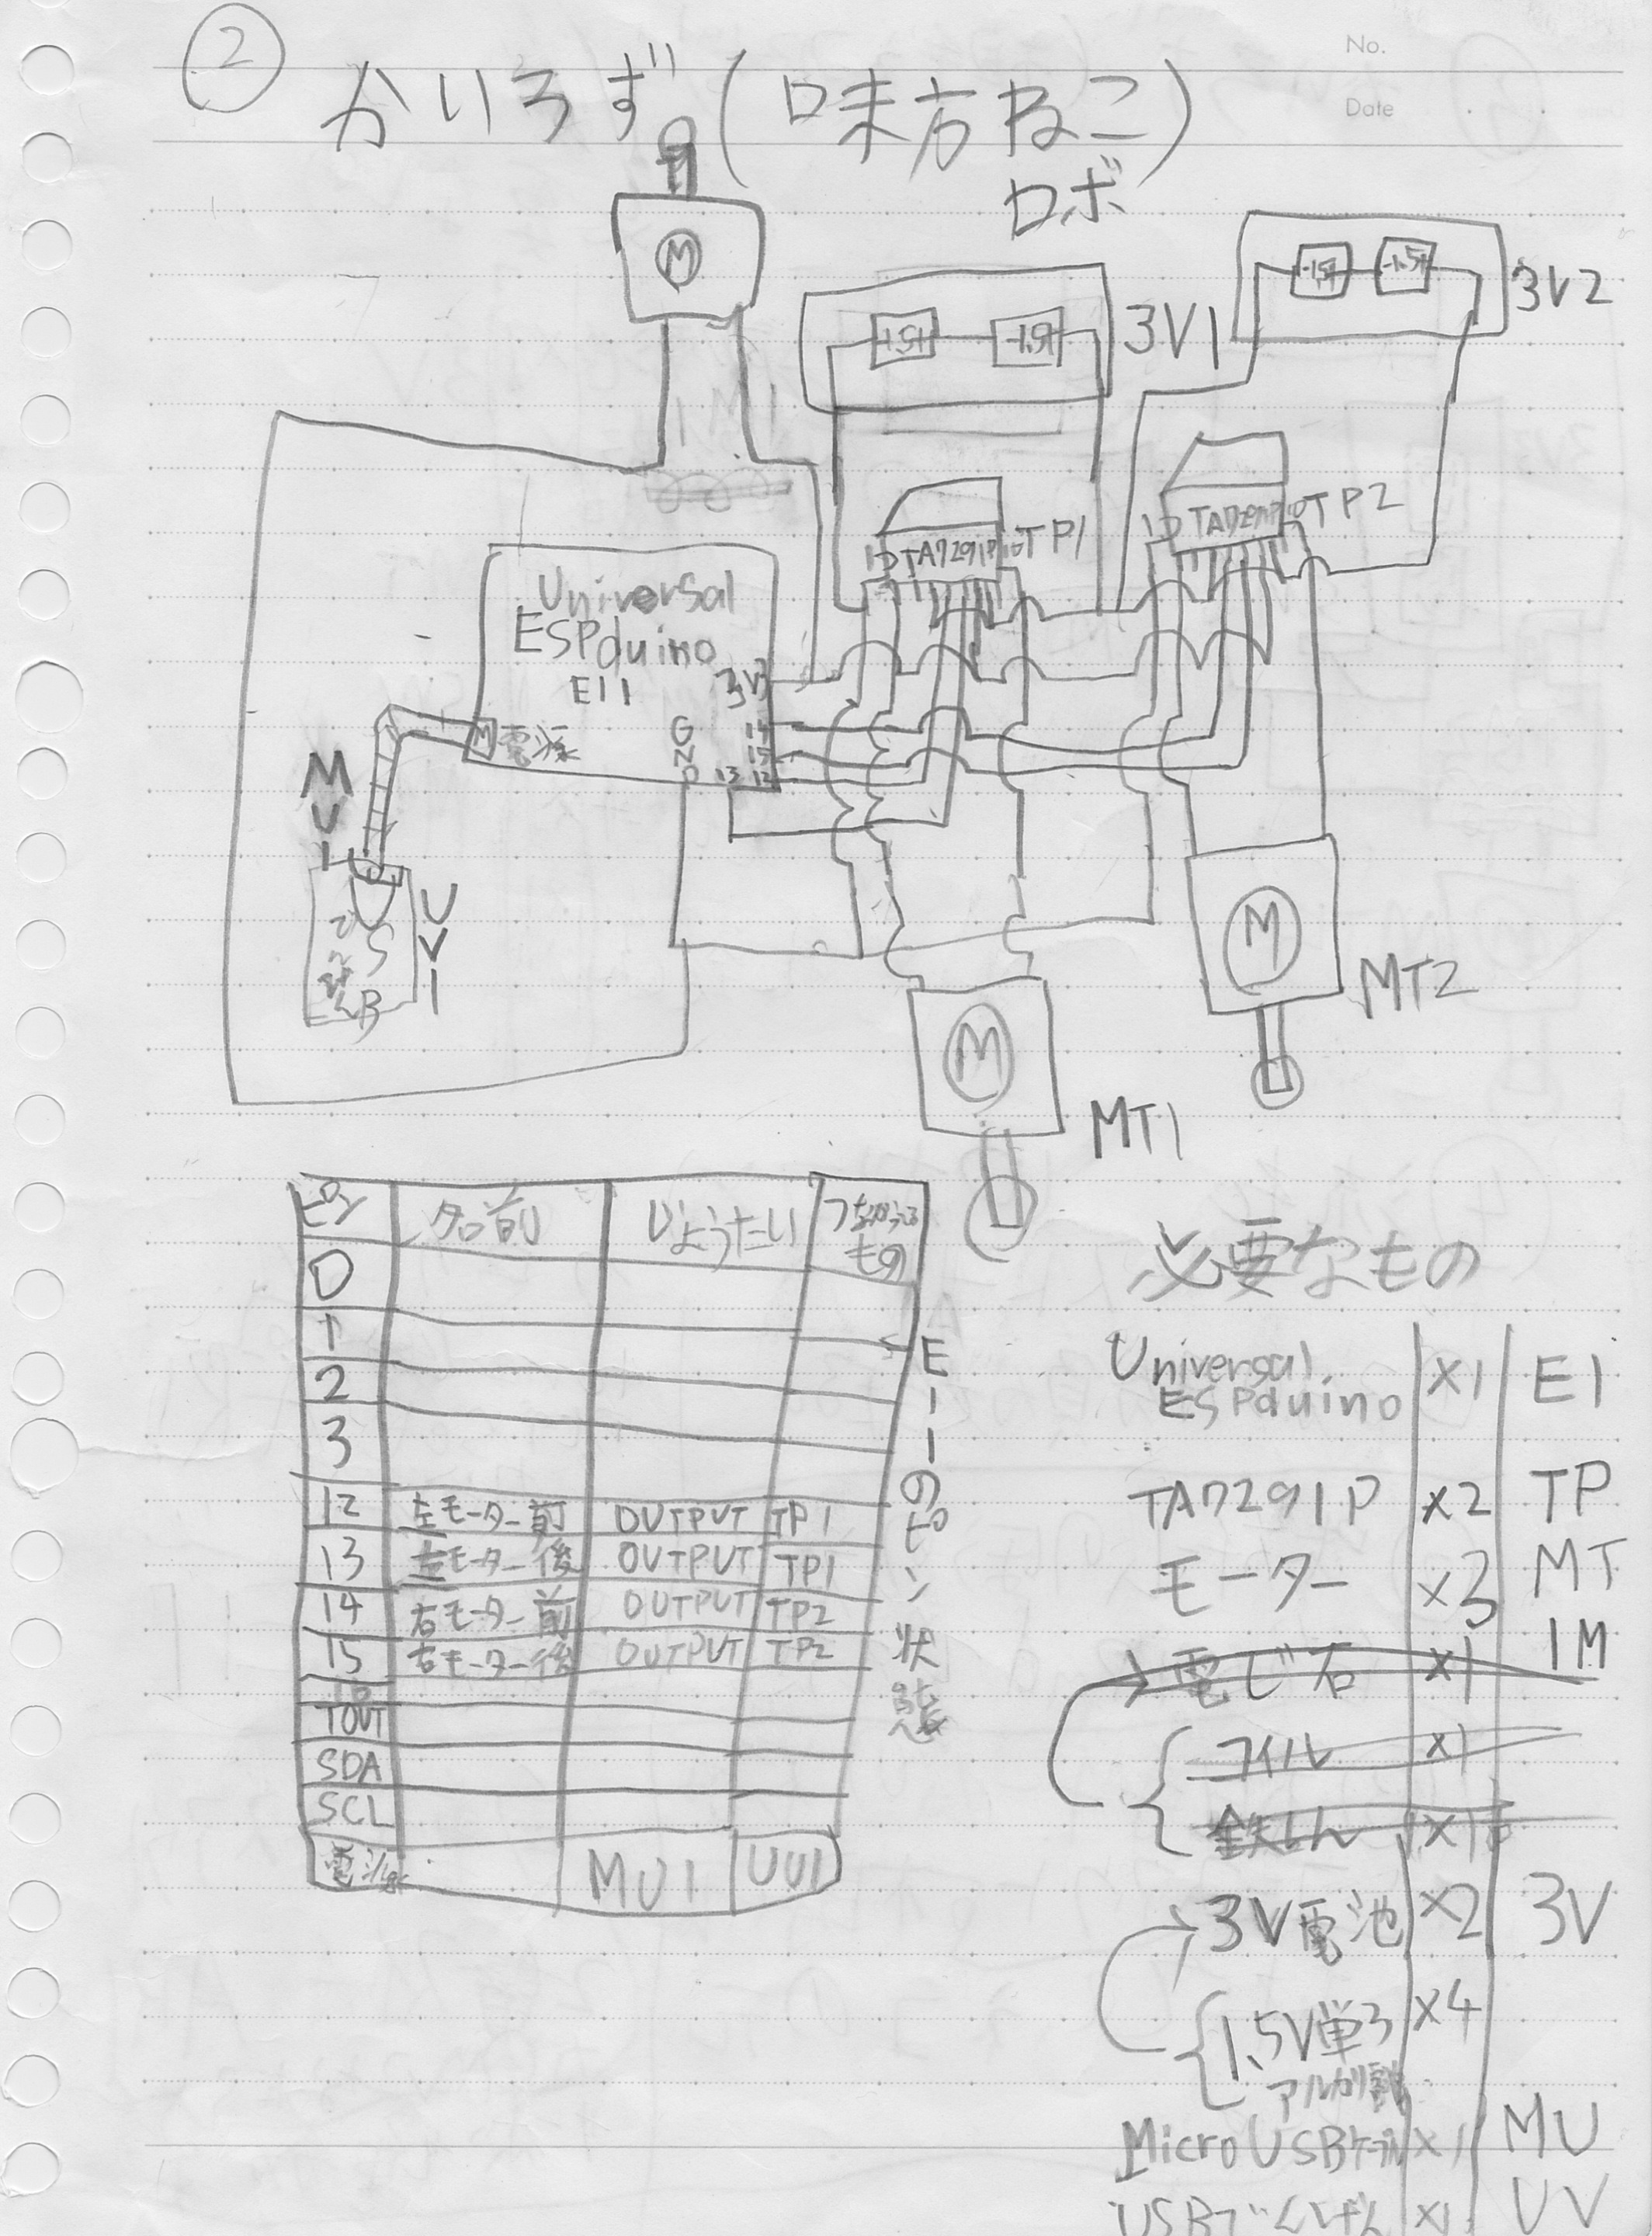 No.
Date
②
かいろず(味方ねこ)
ロボ
M
1.5V
1.5V
3V1
1.5V
1.5V
3V2
TA7291P
TP1
TA7291P
TP2
Universal
ESPduino
E11
3V3
電源
G
N
D
14
15
13
12
MU1
UV1
M
MT1
M
MT2
ピン
名前
じょうたい
つながってるもの
0
1
2
3
12 左モーター前 OUTPUT TP1
13 左モーター後 OUTPUT TP1
14 右モーター前 OUTPUT TP2
15 右モーター後 OUTPUT TP2
16
TOUT
SDA
SCL
電げん MU1 UV1
E11のピン状態
必要なもの
Universal
ESPduino ×1 E1
TA7291P ×2 TP
モーター ×3 MT
電じ石 ×1 1M
コイル ×1
鉄しん ×1
3V電池 ×2 3V
1.5V単3 ×4
MicroUSBケーブル ×1 MU
USBでんげん ×1 UV